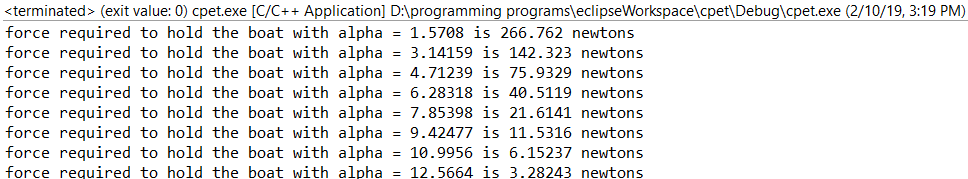 <terminated> (exit value: 0) cpet.exe [C/C++ Application] D:\programming programs\eclipseWorkspace\cpet\Debug\cpet.exe (2/10/19, 3:19 PM)
force required to hold the boat with alpha = 1.5708 is 266.762 newtons
force required to hold the boat with alpha = 3.14159 is 142.323 newtons
force required to hold the boat with alpha = 4.71239 is 75.9329 newtons
force required to hold the boat with alpha = 6.28318 is 40.5119 newtons
force required to hold the boat with alpha = 7.85398 is 21.6141 newtons
force required to hold the boat with alpha = 9.42477 is 11.5316 newtons
force required to hold the boat with alpha = 10.9956 is 6.15237 newtons
force required to hold the boat with alpha = 12.5664 is 3.28243 newtons